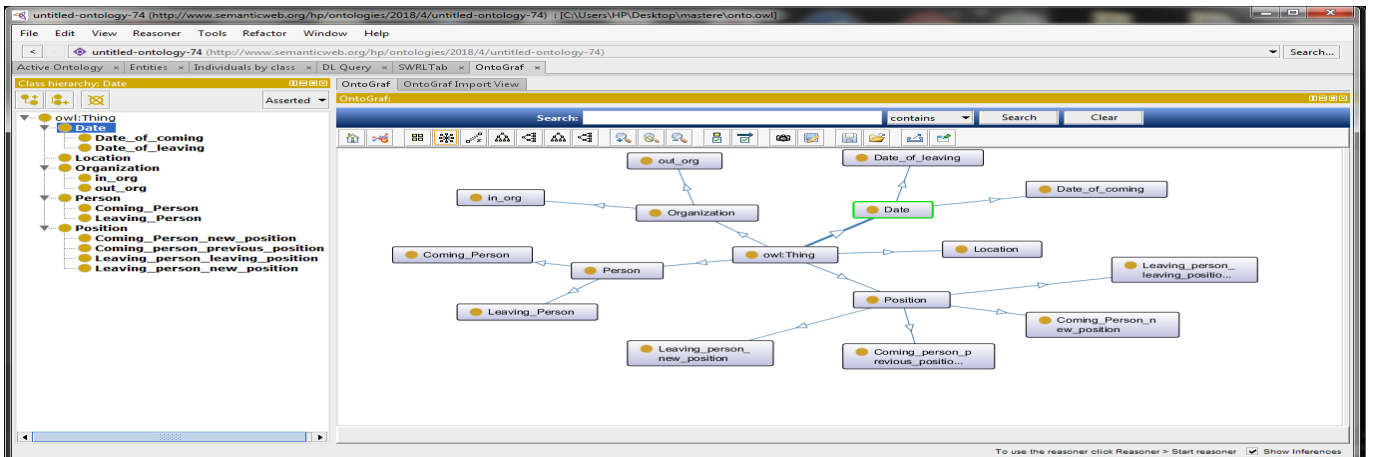 untitled-ontology-74 (http://www.semanticweb.org/hp/ontologies/2018/4/untitled-ontology-74) : [C:\Users\HP\Desktop\mastere\onto.owl]
File Edit View Reasoner Tools Refactor Window Help
< > untitled-ontology-74 (http://www.semanticweb.org/hp/ontologies/2018/4/untitled-ontology-74) Search...
Active Ontology × Entities × Individuals by class × DL Query × SWRLTab × OntoGraf ×
Class hierarchy: Date
Asserted
owl:Thing
Date
Date_of_coming
Date_of_leaving
Location
Organization
in_org
out_org
Person
Coming_Person
Leaving_Person
Position
Coming_Person_new_position
Coming_person_previous_position
Leaving_person_leaving_position
Leaving_person_new_position
OntoGraf OntoGraf Import View
OntoGraf:
Search: contains Search Clear
out_org
Date_of_leaving
in_org
Date_of_coming
Organization
Date
Coming_Person
owl:Thing
Location
Person
Leaving_person_
leaving_positio...
Position
Leaving_Person
Coming_Person_n
ew_position
Leaving_person_
new_position
Coming_person_p
revious_positio...
To use the reasoner click Reasoner > Start reasoner Show Inferences